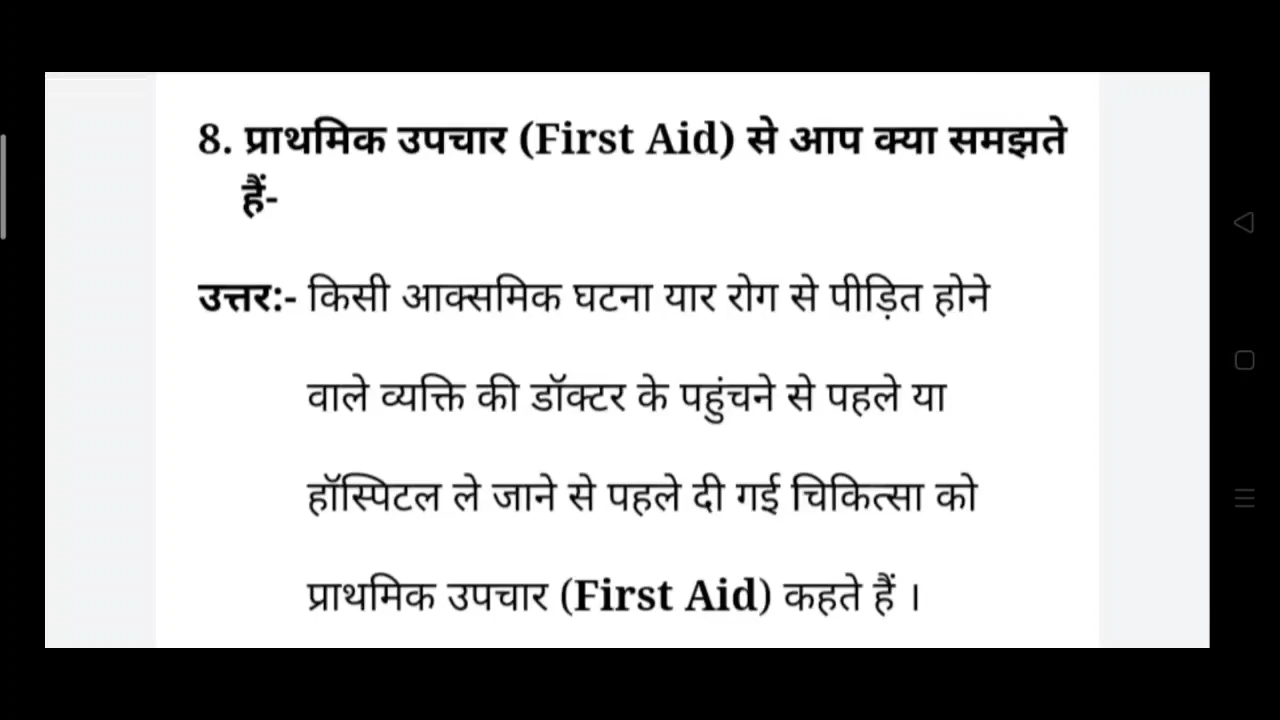 8. प्राथमिक उपचार (First Aid) से आप क्या समझते
हैं-
उत्तर:- किसी आक्समिक घटना यार रोग से पीड़ित होने
वाले व्यक्ति की डॉक्टर के पहुंचने से पहले या
हॉस्पिटल ले जाने से पहले दी गई चिकित्सा को
प्राथमिक उपचार (First Aid) कहते हैं ।